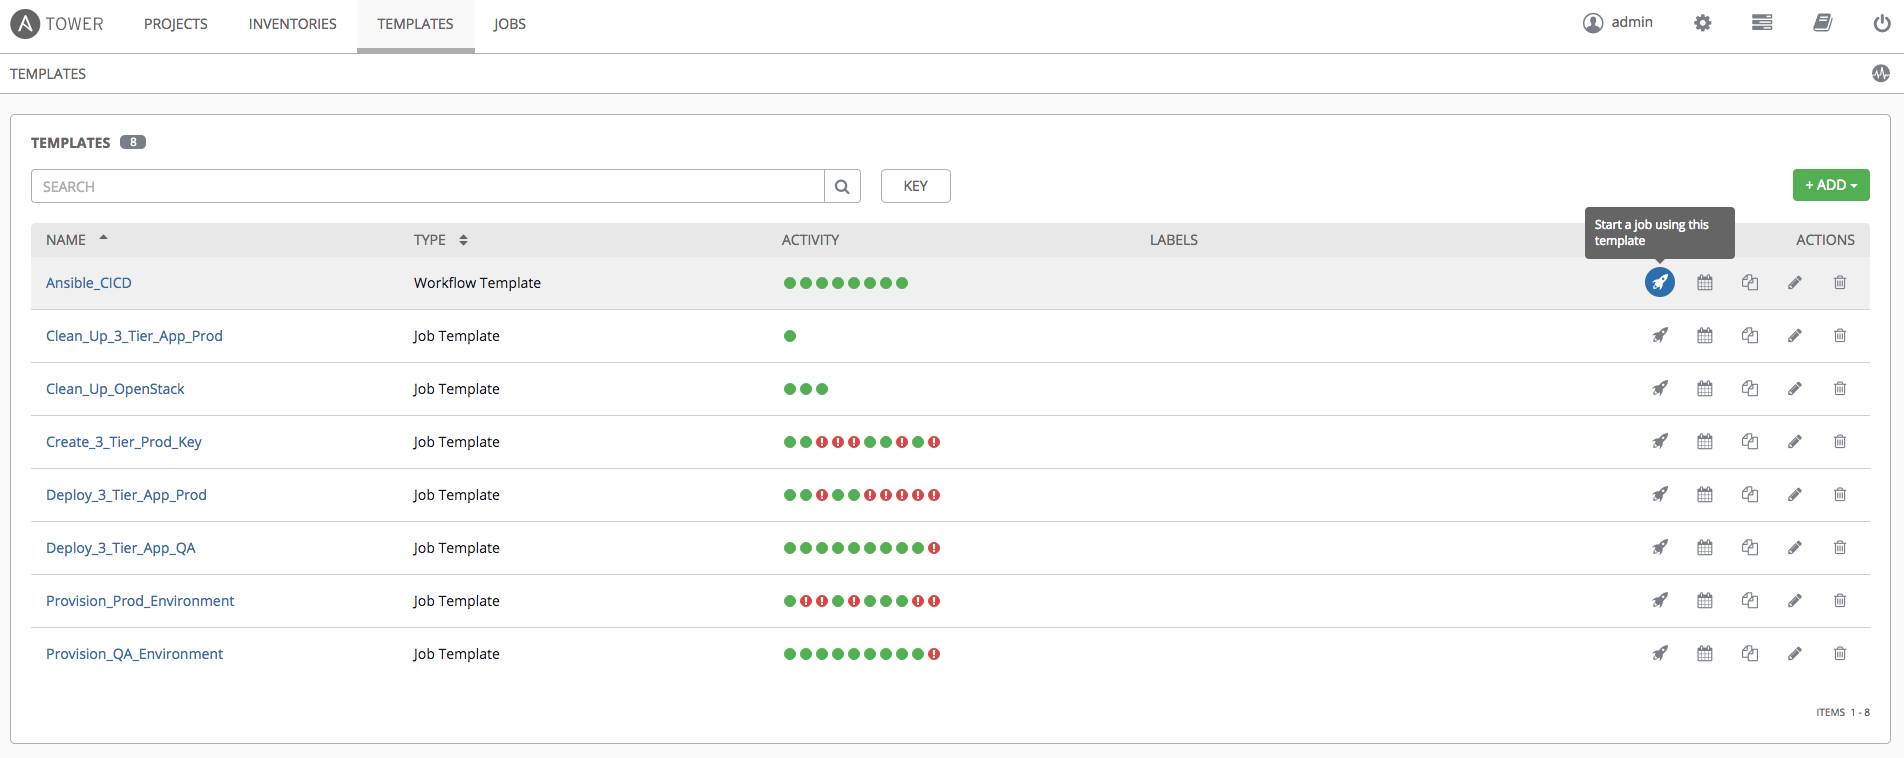 TOWER PROJECTS INVENTORIES TEMPLATES JOBS admin
TEMPLATES
TEMPLATES 8
SEARCH KEY + ADD
Start a job using this
template
NAME TYPE ACTIVITY LABELS ACTIONS
Ansible_CICD Workflow Template
Clean_Up_3_Tier_App_Prod Job Template
Clean_Up_OpenStack Job Template
Create_3_Tier_Prod_Key Job Template
Deploy_3_Tier_App_Prod Job Template
Deploy_3_Tier_App_QA Job Template
Provision_Prod_Environment Job Template
Provision_QA_Environment Job Template
ITEMS 1 - 8